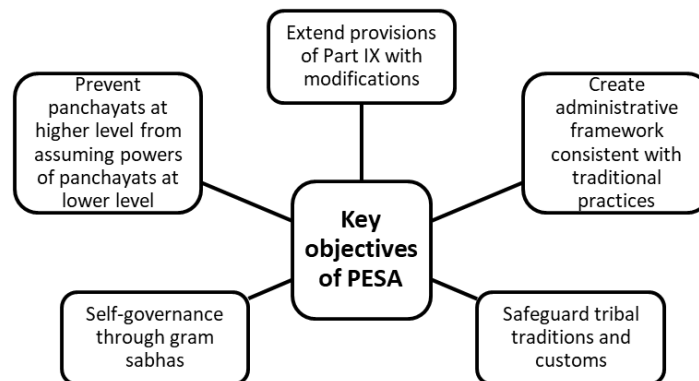 Extend provisions
of Part IX with
modifications
Prevent
panchayats at
higher level from
assuming powers
of panchayats at
lower level
Create
administrative
framework
consistent with
traditional
practices
Key
objectives
of PESA
Self-governance
through gram
sabhas
Safeguard tribal
traditions and
customs